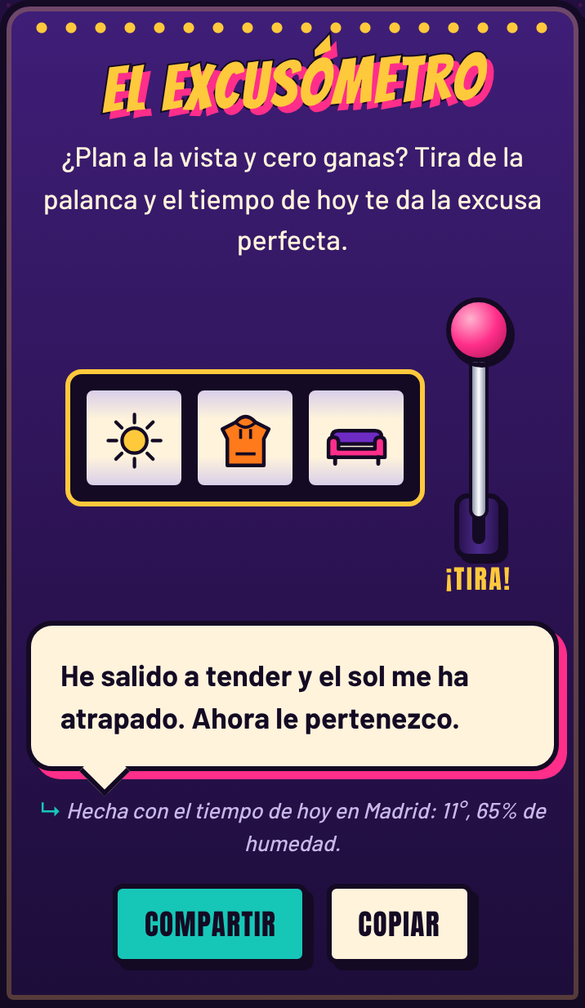 EL EXCUSÓMETRO
¿Plan a la vista y cero ganas? Tira de la
palanca y el tiempo de hoy te da la excusa
perfecta.
¡TIRA!
He salido a tender y el sol me ha
atrapado. Ahora le pertenezco.
↳ Hecha con el tiempo de hoy en Madrid: 11°, 65% de
humedad.
COMPARTIR
COPIAR